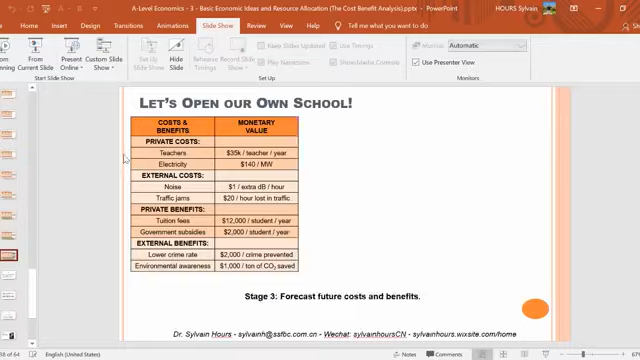 A-Level Economics - 3 - Basic Economic Ideas and Resource Allocation (The Cost Benefit Analysis).pptx - PowerPoint
HOURS Sylvain
Insert Design Transitions Animations Slide Show Review View Help Tell me what you want to do
Present Online Custom Slide Show
Set Up Slide Show Hide Slide Rehearse Timings Record Slide Show
Keep Slides Updated Use Timings
Play Narrations Show Media Controls
Monitor: Automatic
Use Presenter View
Start Slide Show Set Up Monitors
LET'S OPEN OUR OWN SCHOOL!
COSTS & BENEFITS MONETARY VALUE
PRIVATE COSTS:
Teachers $35k / teacher / year
Electricity $140 / MW
EXTERNAL COSTS:
Noise $1 / extra dB / hour
Traffic jams $20 / hour lost in traffic
PRIVATE BENEFITS:
Tuition fees $12,000 / student / year
Government subsidies $2,000 / student / year
EXTERNAL BENEFITS:
Lower crime rate $2,000 / crime prevented
Environmental awareness $1,000 / ton of CO2 saved
Stage 3: Forecast future costs and benefits.
Dr. Sylvain Hours - sylvainh@ssfbc.com.cn - Wechat: sylvainhoursCN - sylvainhours.wixsite.com/home
38 of 64
Notes Comments